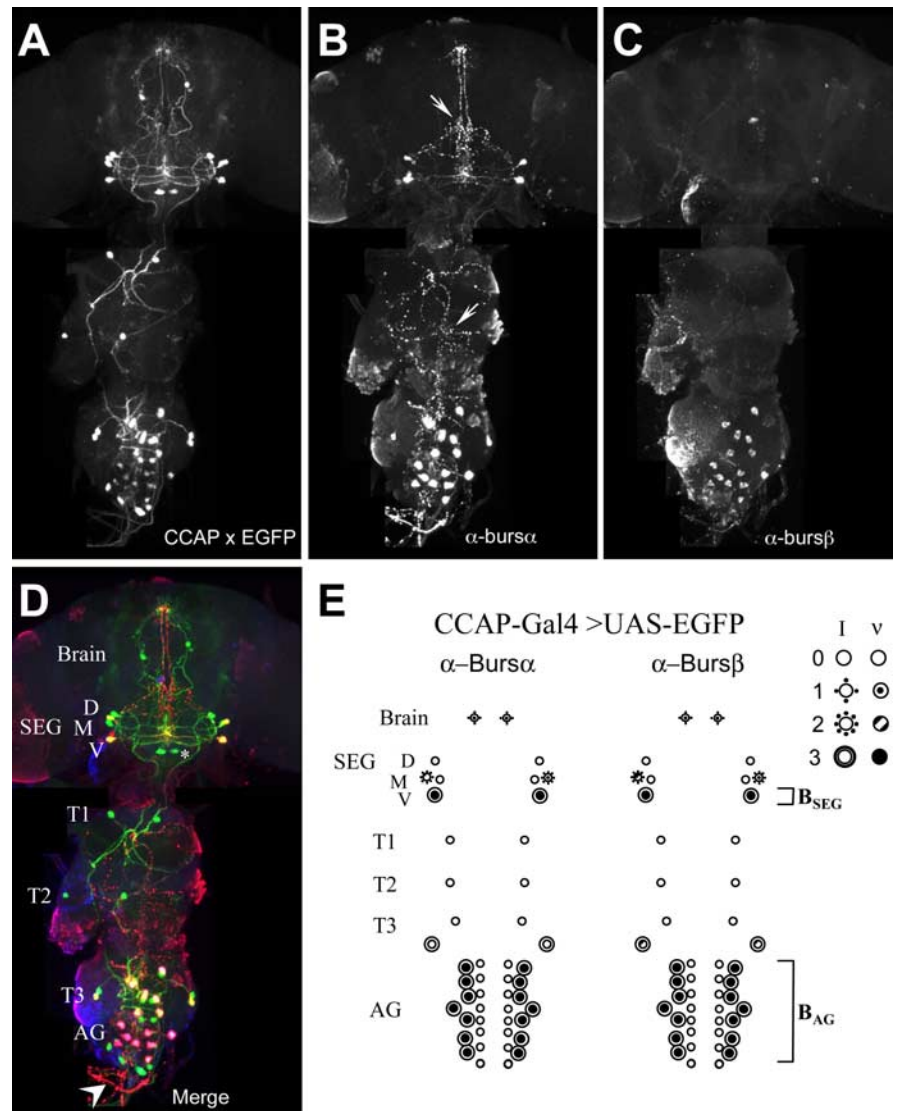 A
CCAP x EGFP
B
α-bursα
C
α-bursβ
D
Brain
D
SEG M
V
*
T1
T2
T3
AG
Merge
E
CCAP-Gal4 >UAS-EGFP
α–Bursα α–Bursβ
I ν
0
1
2
3
Brain
SEG D
M
V
B_SEG
T1
T2
T3
AG
B_AG